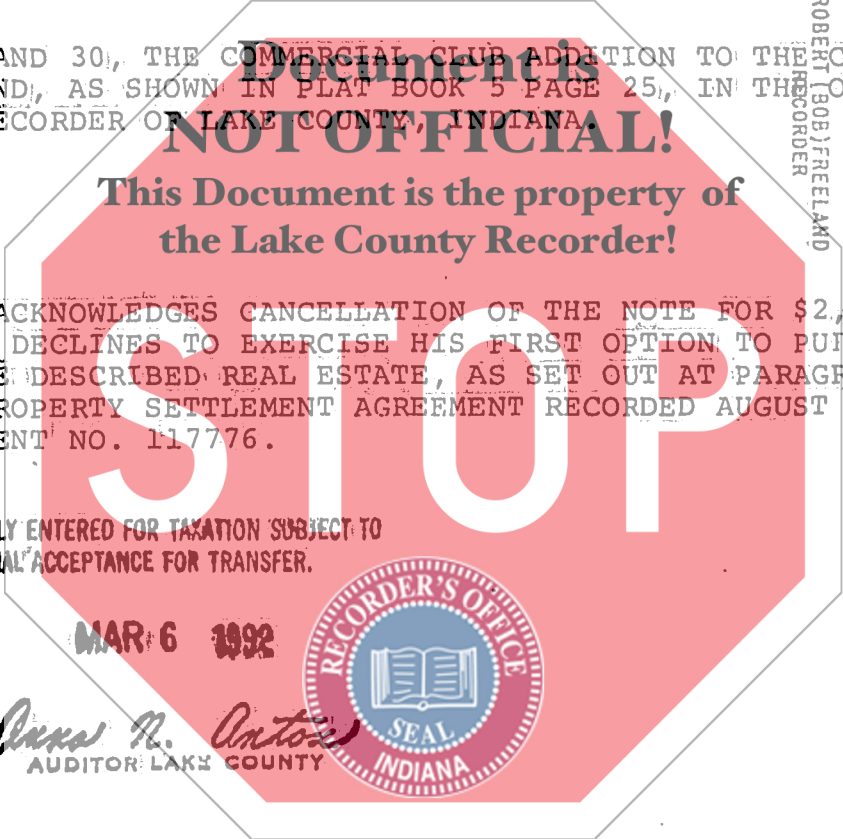 AND 30, THE COMMERCIAL CLUB ADDITION TO THE
ND, AS SHOWN IN PLAT BOOK 5 PAGE 25, IN THE O
ECORDER OF LAKE COUNTY, INDIANA.
Document is
NOT OFFICIAL!
This Document is the property of
the Lake County Recorder!
ROBERT (BOB) FREELAND
RECORDER
ACKNOWLEDGES CANCELLATION OF THE NOTE FOR $2,
DECLINES TO EXERCISE HIS FIRST OPTION TO PUR
E DESCRIBED REAL ESTATE, AS SET OUT AT PARAGR
ROPERTY SETTLEMENT AGREEMENT RECORDED AUGUST
ENT NO. 117776.
STOP
LY ENTERED FOR TAXATION SUBJECT TO
AL ACCEPTANCE FOR TRANSFER.
MAR 6 1992
Anna N. Anton
AUDITOR LAKE COUNTY
RECORDER'S OFFICE
SEAL
INDIANA